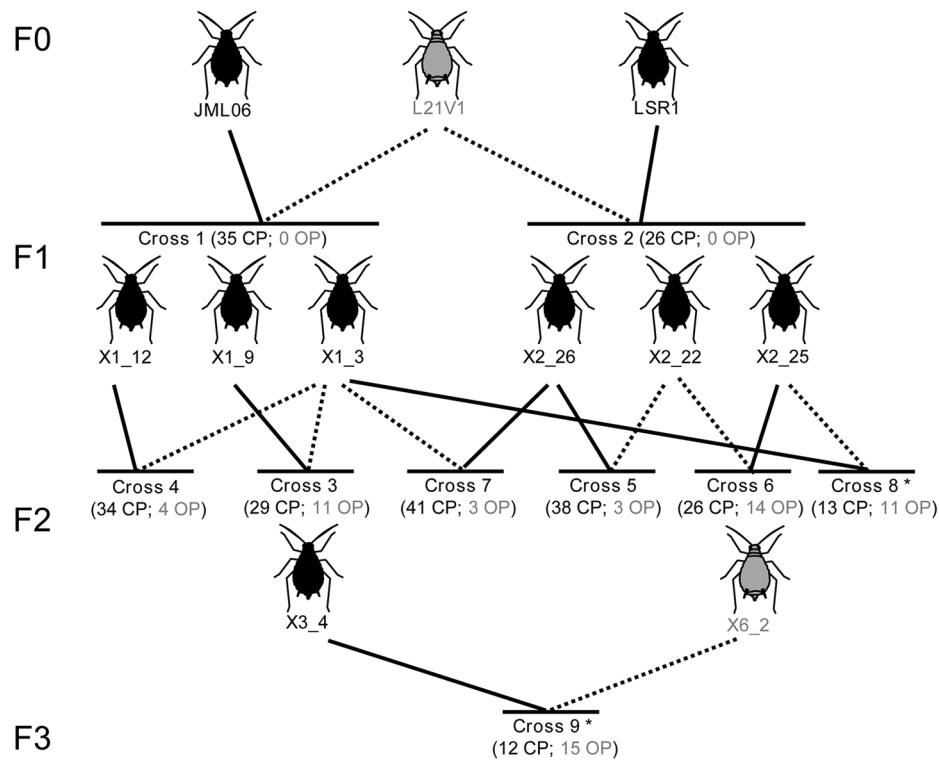 F0
JML06
L21V1
LSR1
Cross 1 (35 CP; 0 OP)
Cross 2 (26 CP; 0 OP)
F1
X1_12
X1_9
X1_3
X2_26
X2_22
X2_25
Cross 4
(34 CP; 4 OP)
Cross 3
(29 CP; 11 OP)
Cross 7
(41 CP; 3 OP)
Cross 5
(38 CP; 3 OP)
Cross 6
(26 CP; 14 OP)
Cross 8 *
(13 CP; 11 OP)
F2
X3_4
X6_2
Cross 9 *
(12 CP; 15 OP)
F3